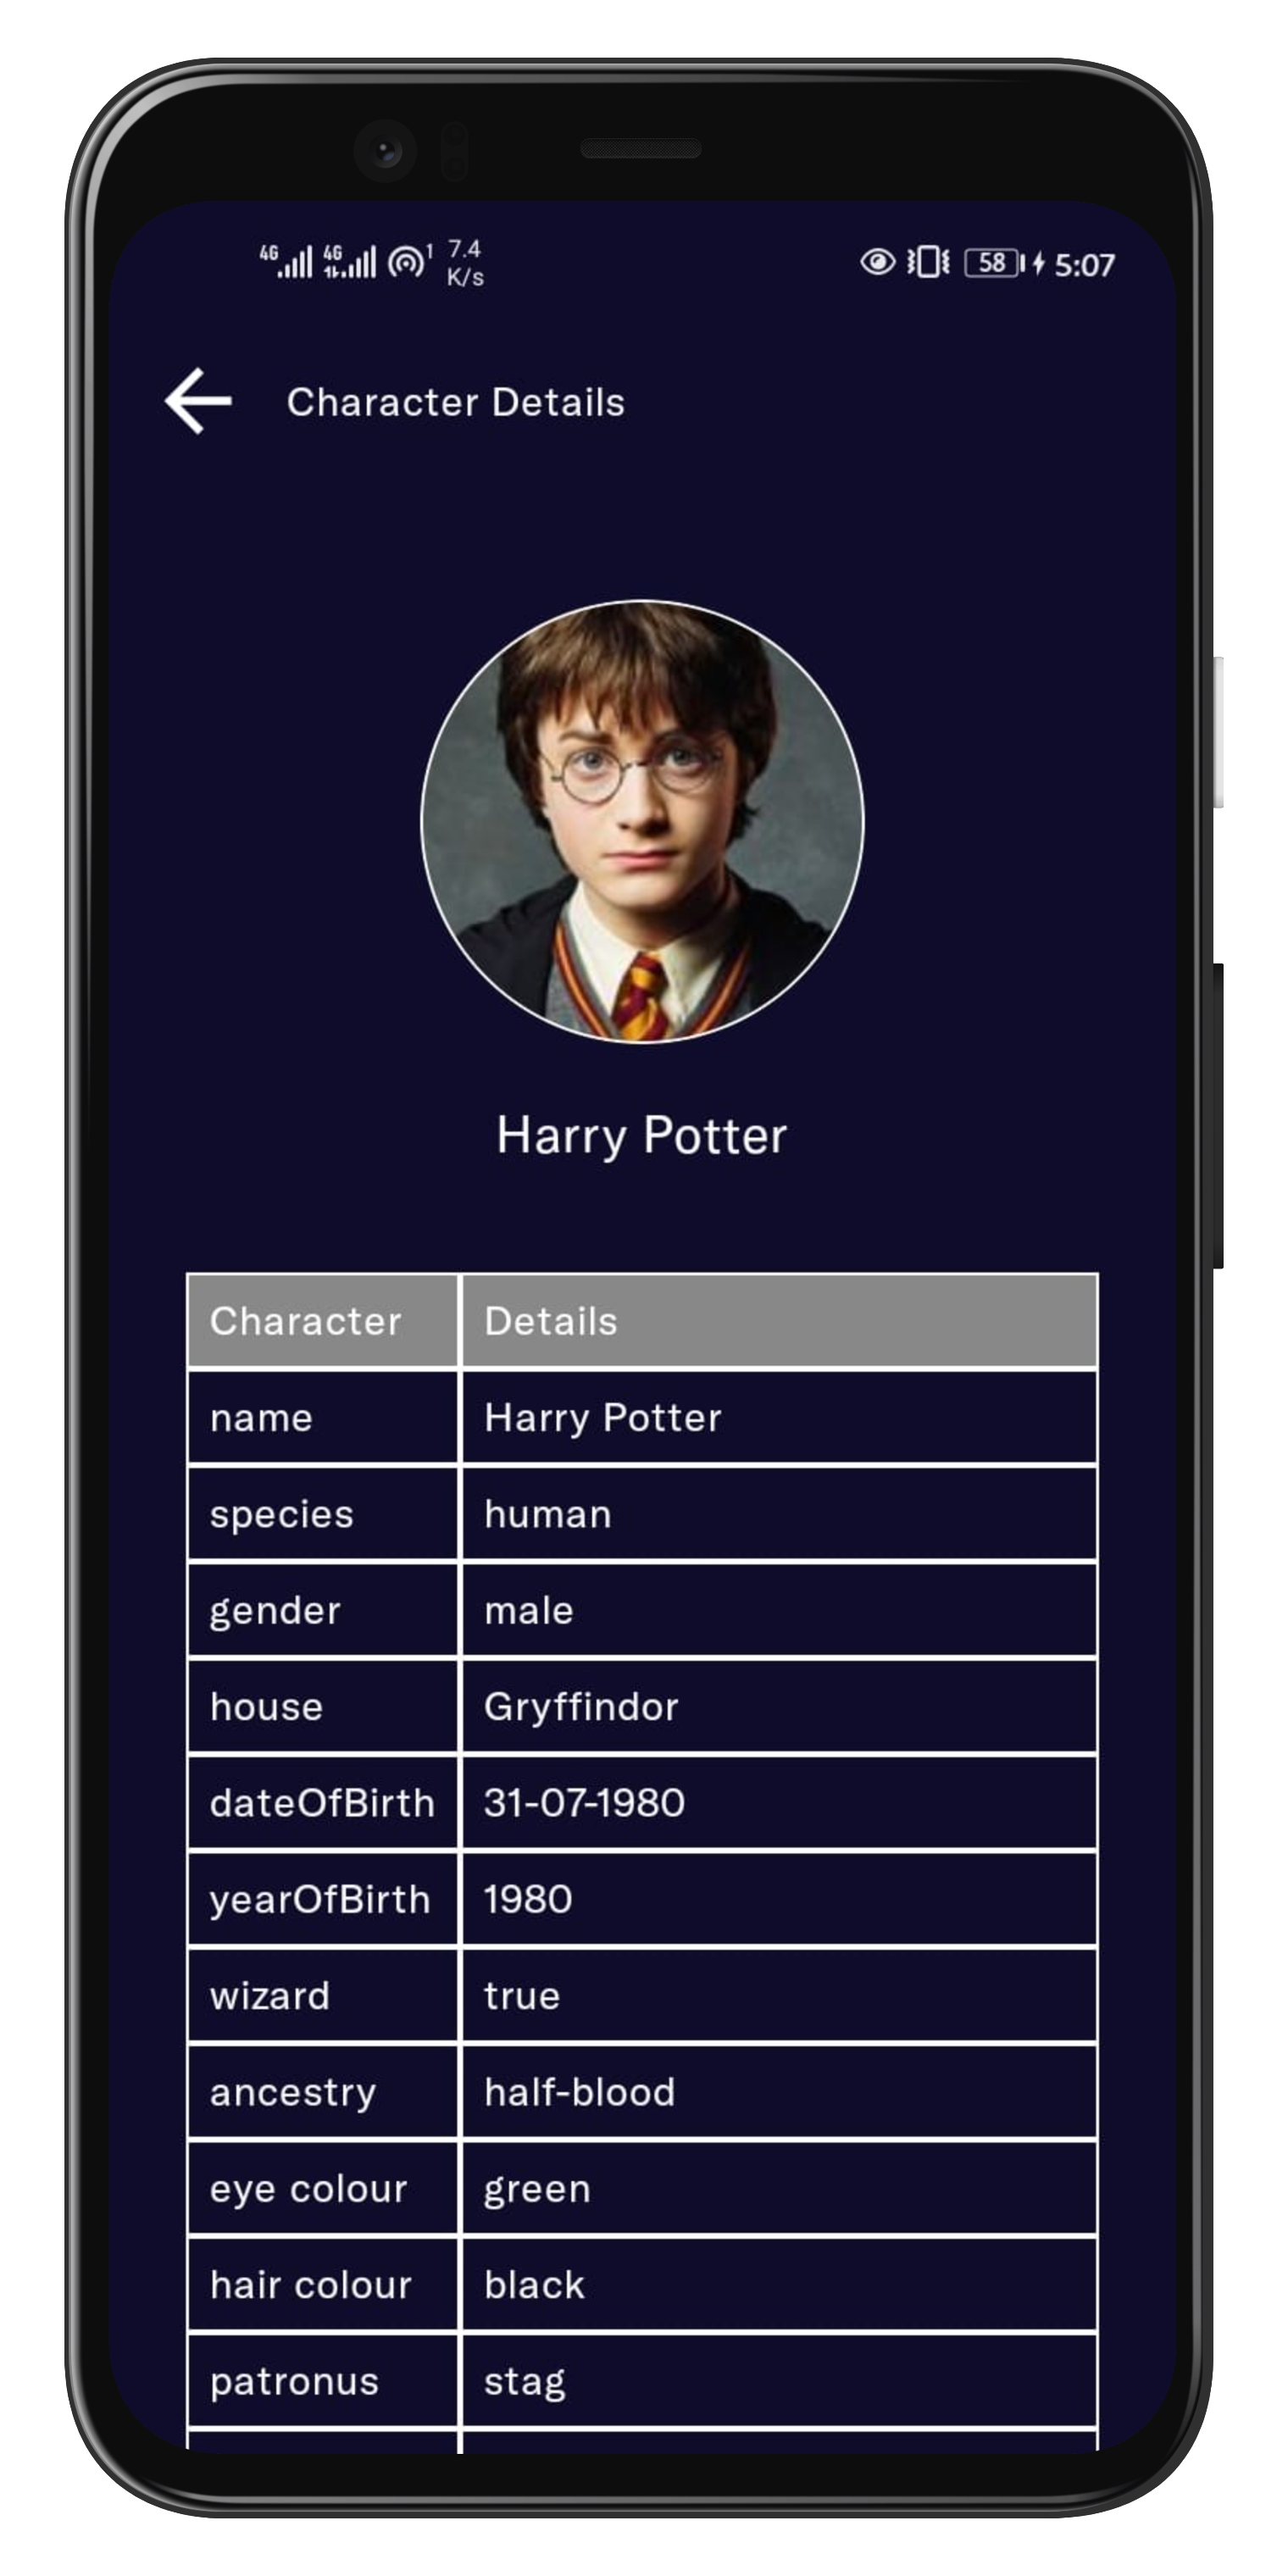 4G 4G 1 7.4
K/s
58 5:07
Character Details
Harry Potter
Character Details
name Harry Potter
species human
gender male
house Gryffindor
dateOfBirth 31-07-1980
yearOfBirth 1980
wizard true
ancestry half-blood
eye colour green
hair colour black
patronus stag